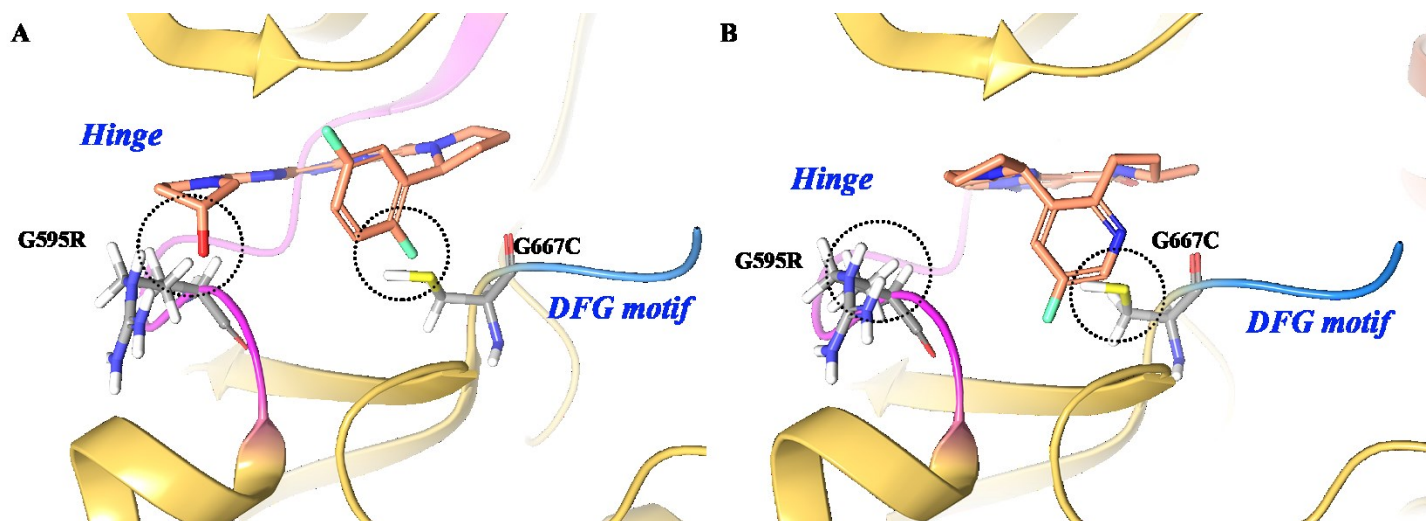 A
Hinge
G595R
G667C
DFG motif
B
Hinge
G595R
G667C
DFG motif